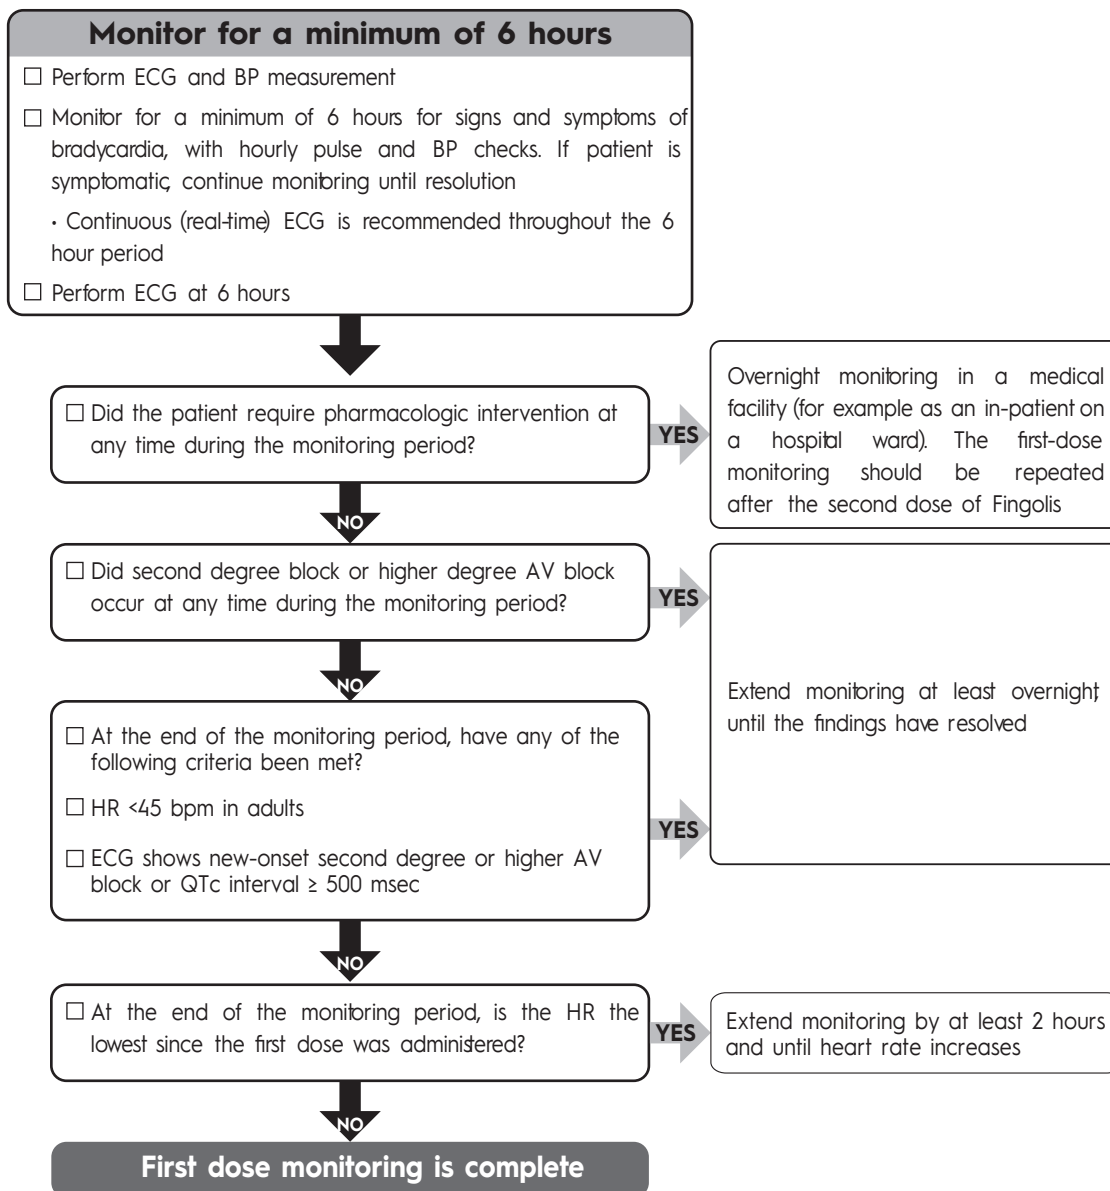 Monitor for a minimum of 6 hours
☐ Perform ECG and BP measurement
☐ Monitor for a minimum of 6 hours for signs and symptoms of
bradycardia, with hourly pulse and BP checks. If patient is
symptomatic, continue monitoring until resolution
• Continuous (real-time) ECG is recommended throughout the 6
hour period
☐ Perform ECG at 6 hours
☐ Did the patient require pharmacologic intervention at
any time during the monitoring period?
YES
Overnight monitoring in a medical
facility (for example as an in-patient on
a hospital ward). The first-dose
monitoring should be repeated
after the second dose of Fingolis
NO
☐ Did second degree block or higher degree AV block
occur at any time during the monitoring period?
YES
Extend monitoring at least overnight,
until the findings have resolved
NO
☐ At the end of the monitoring period, have any of the
following criteria been met?
☐ HR <45 bpm in adults
☐ ECG shows new-onset second degree or higher AV
block or QTc interval ≥ 500 msec
YES
NO
☐ At the end of the monitoring period, is the HR the
lowest since the first dose was administered?
YES
Extend monitoring by at least 2 hours
and until heart rate increases
NO
First dose monitoring is complete